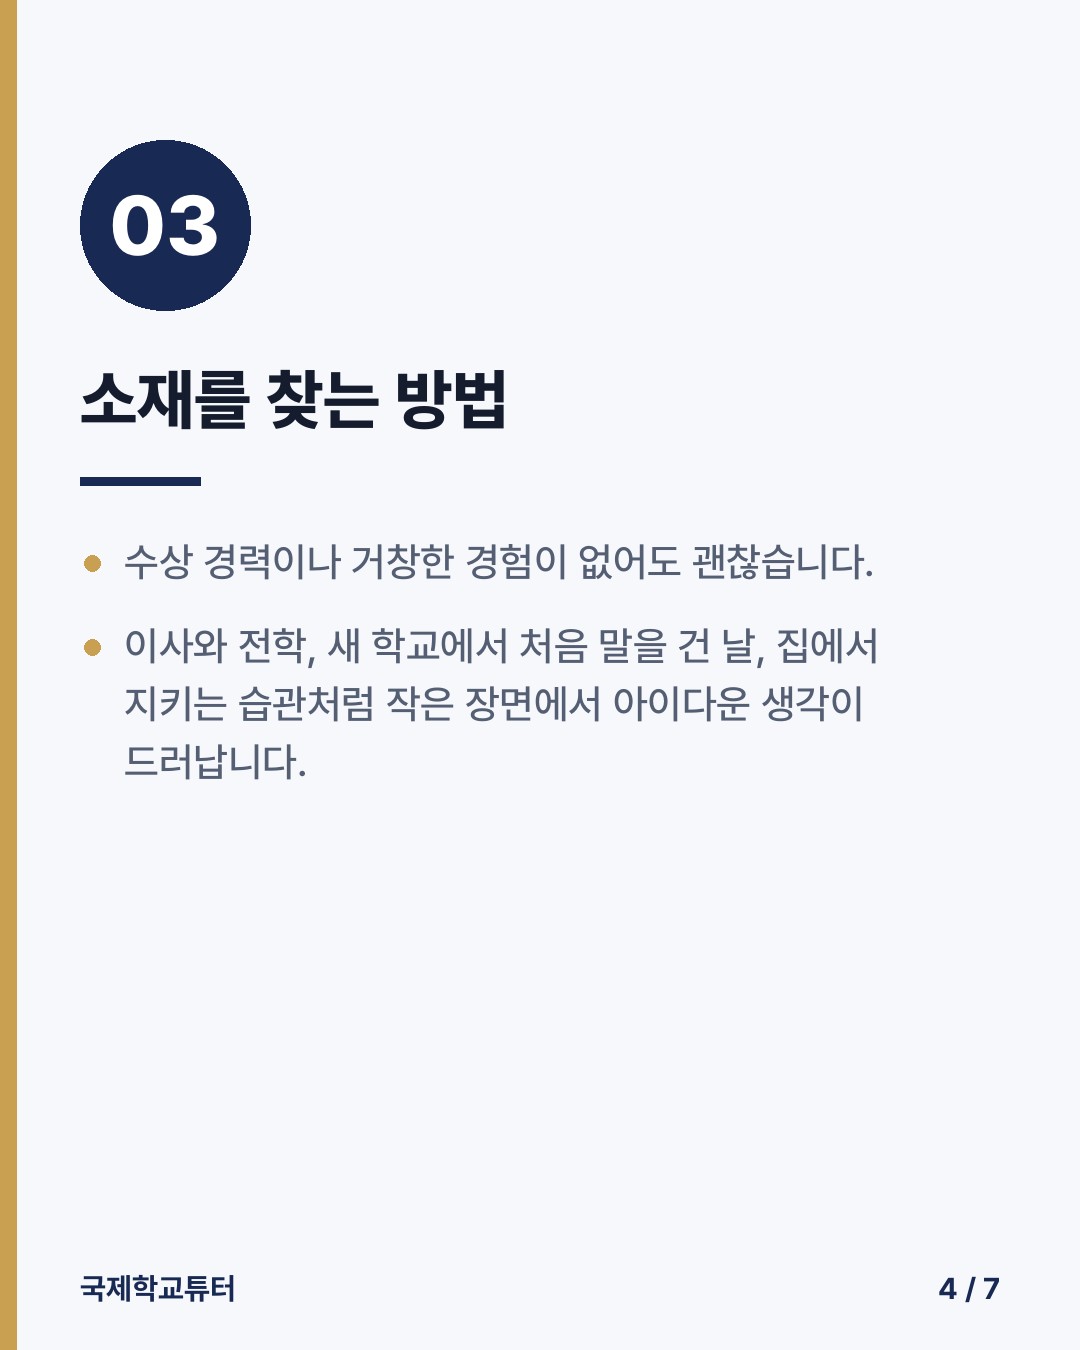 03
소재를 찾는 방법
수상 경력이나 거창한 경험이 없어도 괜찮습니다.
이사와 전학, 새 학교에서 처음 말을 건 날, 집에서
지키는 습관처럼 작은 장면에서 아이다운 생각이
드러납니다.
국제학교튜터
4 / 7